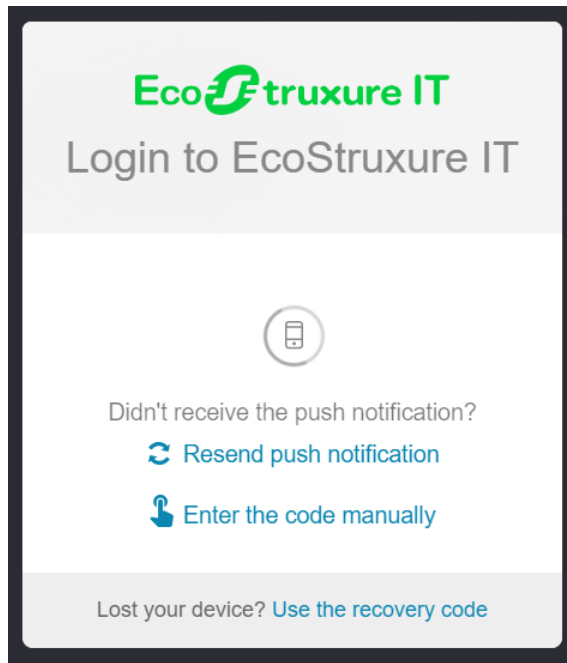 EcoStruxure IT
Login to EcoStruxure IT
Didn't receive the push notification?
Resend push notification
Enter the code manually
Lost your device? Use the recovery code